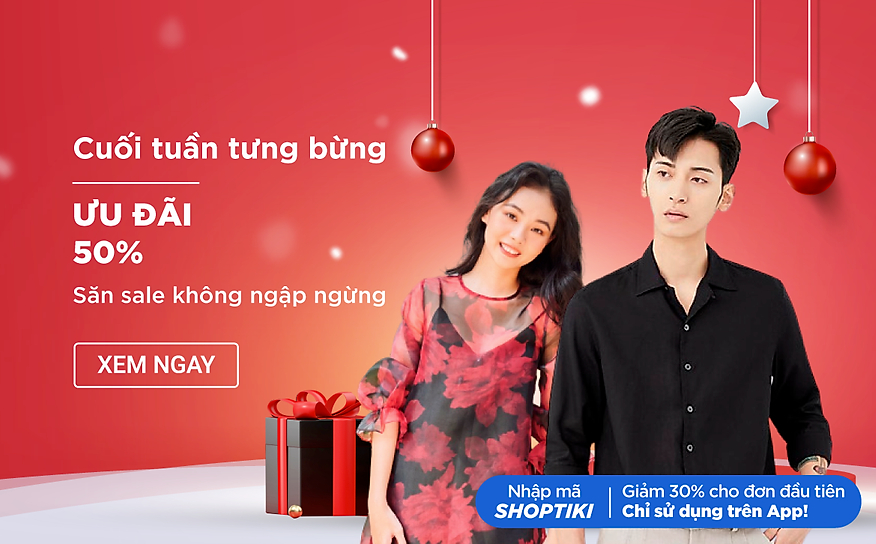 Cuối tuần tưng bừng
ƯU ĐÃI
50%
Săn sale không ngập ngừng
XEM NGAY
Nhập mã
SHOPTIKI
Giảm 30% cho đơn đầu tiên
Chỉ sử dụng trên App!